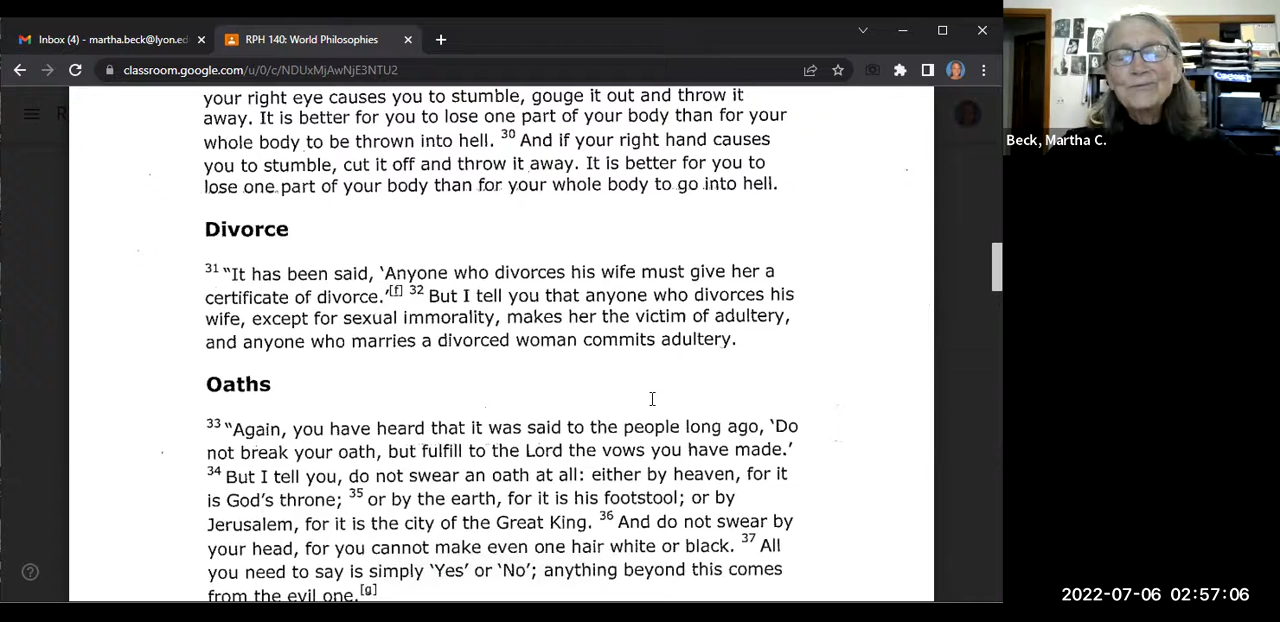 Inbox (4) - martha.beck@lyon.ed
RPH 140: World Philosophies
classroom.google.com/u/0/c/NDUxMjAwNjE3NTU2
R
your right eye causes you to stumble, gouge it out and throw it
away. It is better for you to lose one part of your body than for your
whole body to be thrown into hell. 30 And if your right hand causes
you to stumble, cut it off and throw it away. It is better for you to
lose one part of your body than for your whole body to go into hell.
Divorce
31 “It has been said, ‘Anyone who divorces his wife must give her a
certificate of divorce.’[f] 32 But I tell you that anyone who divorces his
wife, except for sexual immorality, makes her the victim of adultery,
and anyone who marries a divorced woman commits adultery.
Oaths
33 “Again, you have heard that it was said to the people long ago, ‘Do
not break your oath, but fulfill to the Lord the vows you have made.’
34 But I tell you, do not swear an oath at all: either by heaven, for it
is God’s throne; 35 or by the earth, for it is his footstool; or by
Jerusalem, for it is the city of the Great King. 36 And do not swear by
your head, for you cannot make even one hair white or black. 37 All
you need to say is simply ‘Yes’ or ‘No’; anything beyond this comes
from the evil one.[g]
Beck, Martha C.
2022-07-06 02:57:06